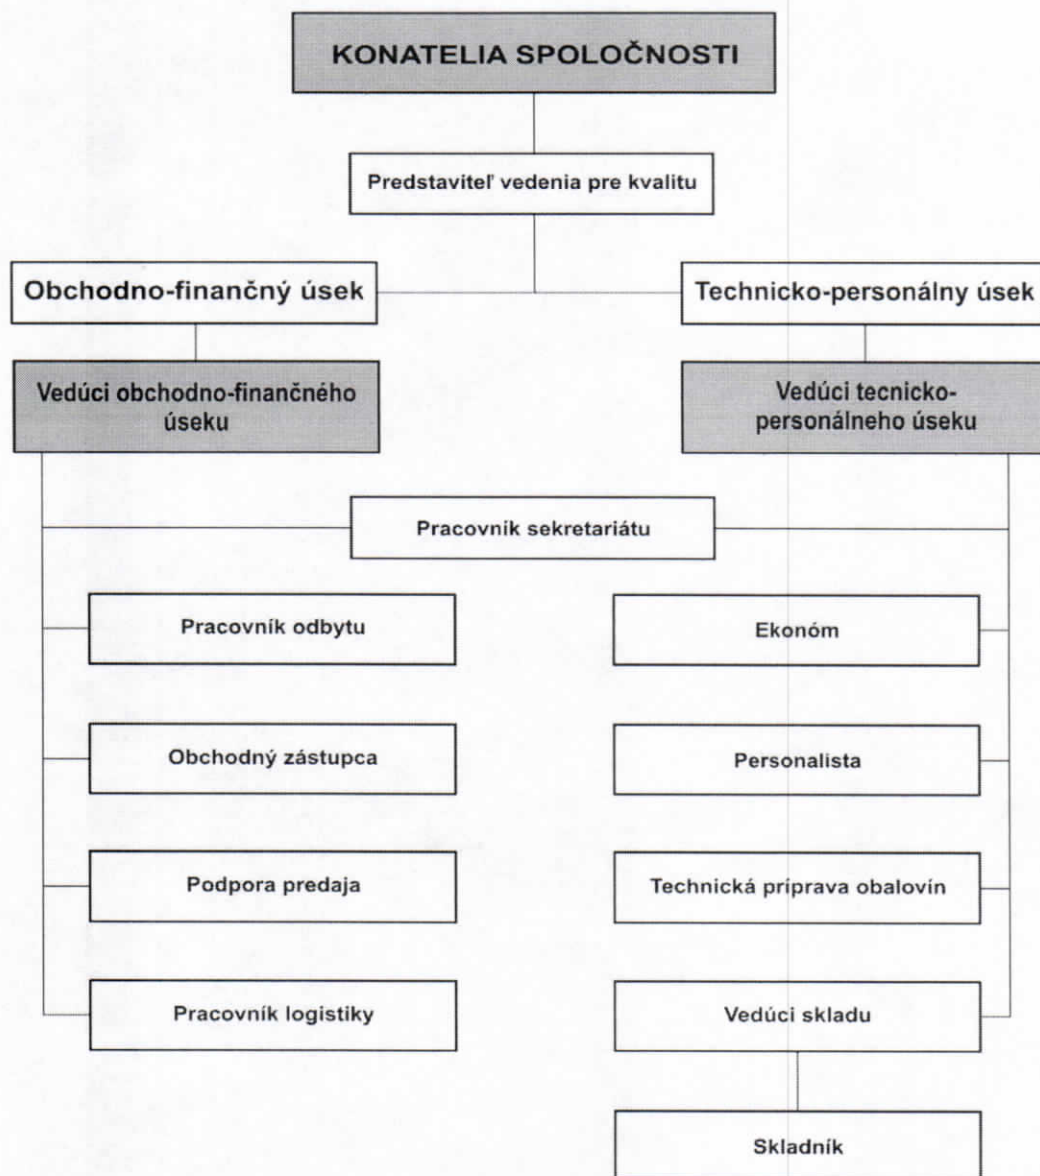 KONATELIA SPOLOČNOSTI
Predstaviteľ vedenia pre kvalitu
Obchodno-finančný úsek
Technicko-personálny úsek
Vedúci obchodno-finančného
úseku
Vedúci tecnicko-
personálneho úseku
Pracovník sekretariátu
Pracovník odbytu
Ekonóm
Obchodný zástupca
Personalista
Podpora predaja
Technická príprava obalovín
Pracovník logistiky
Vedúci skladu
Skladník